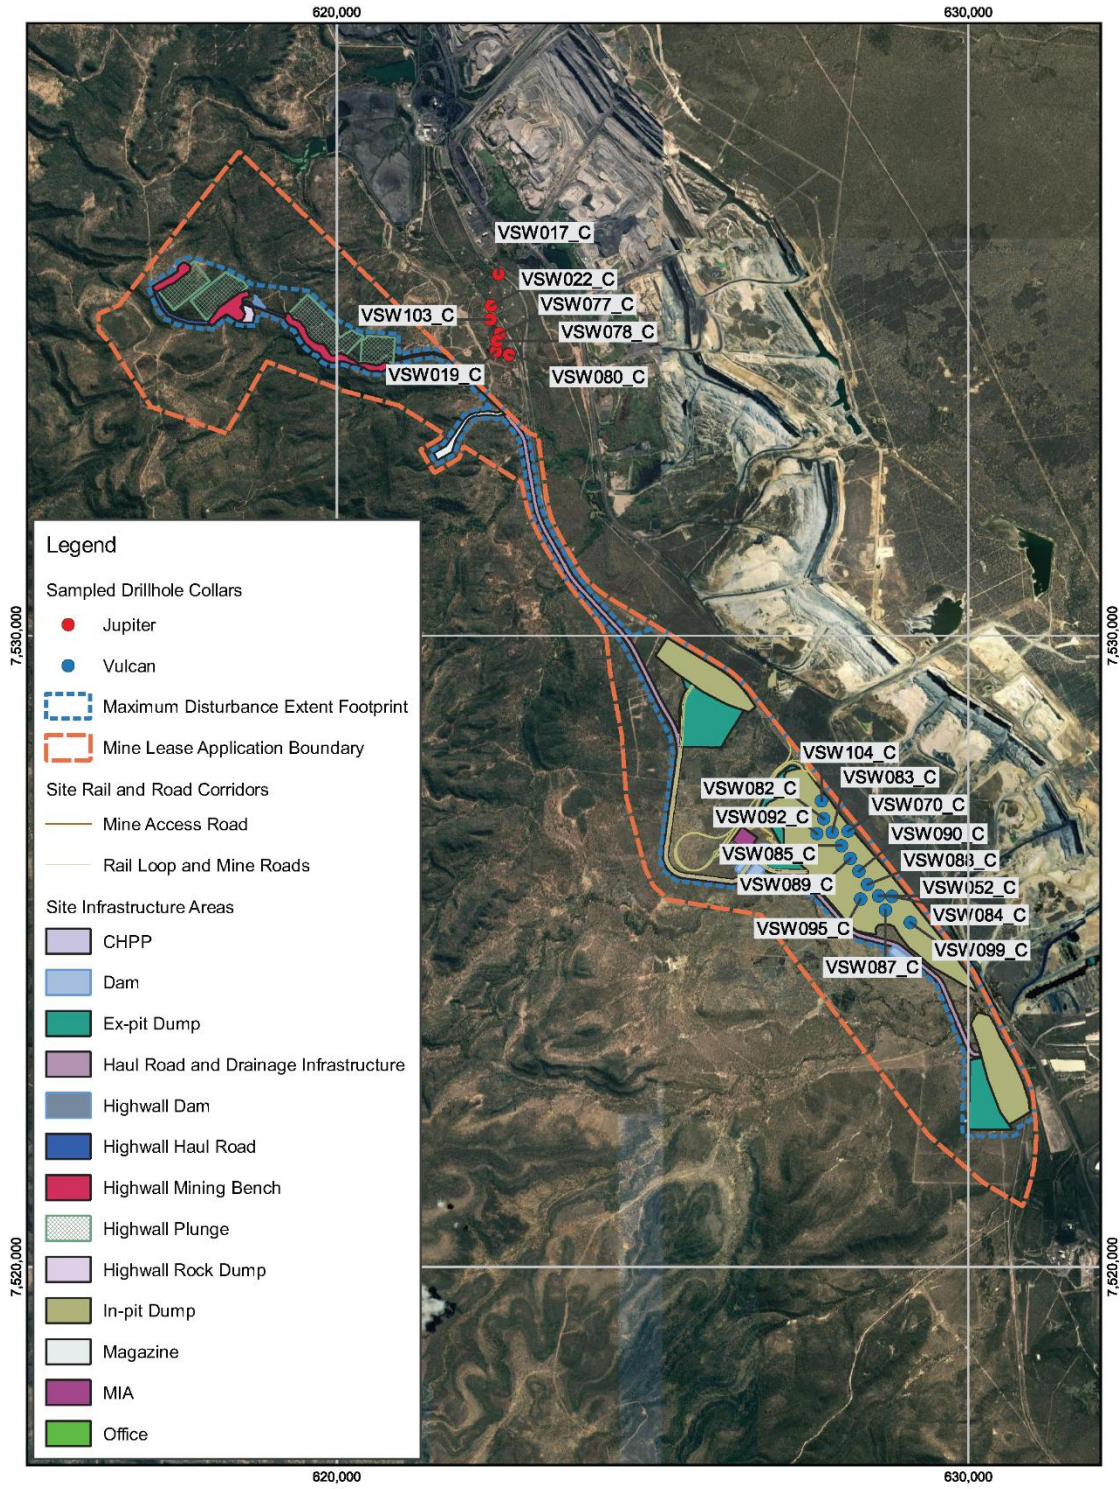 620,000
630,000
VSW017_C
VSW022_C
VSW077_C
VSW103_C
VSW078_C
VSW019_C
VSW080_C
7,530,000
7,530,000
Legend
Sampled Drillhole Collars
Jupiter
Vulcan
Maximum Disturbance Extent Footprint
Mine Lease Application Boundary
Site Rail and Road Corridors
Mine Access Road
Rail Loop and Mine Roads
Site Infrastructure Areas
CHPP
Dam
Ex-pit Dump
Haul Road and Drainage Infrastructure
Highwall Dam
Highwall Haul Road
Highwall Mining Bench
Highwall Plunge
Highwall Rock Dump
In-pit Dump
Magazine
MIA
Office
VSW104_C
VSW083_C
VSW082_C
VSW070_C
VSW092_C
VSW090_C
VSW085_C
VSW088_C
VSW089_C
VSW052_C
VSW084_C
VSW095_C
VSW099_C
VSW087_C
7,520,000
7,520,000
620,000
630,000